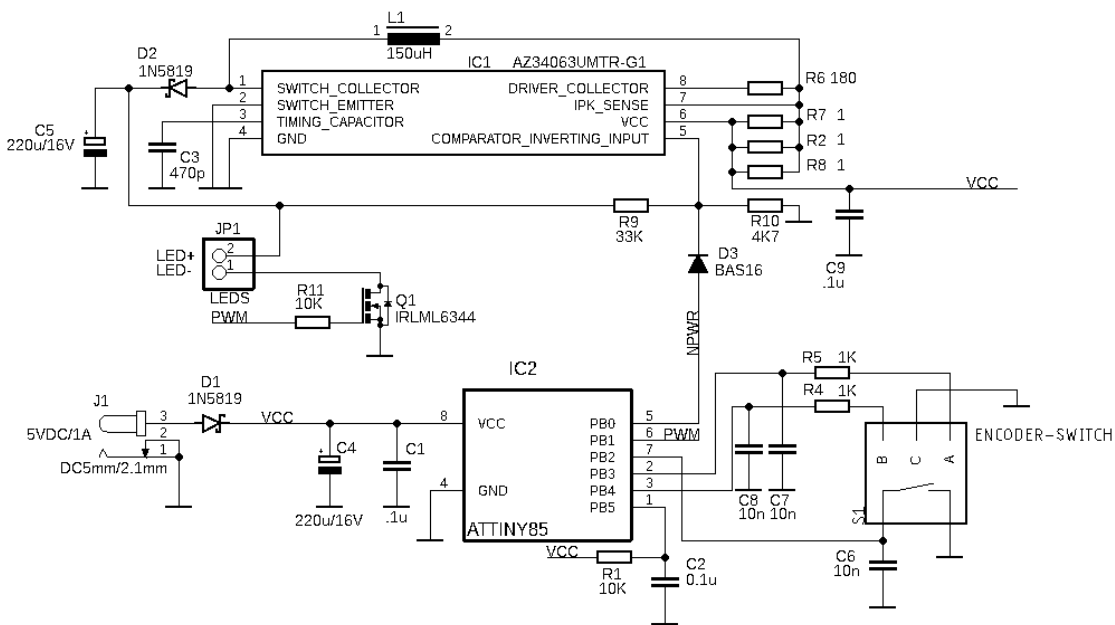 L1
1 2
150uH
D2
1N5819
IC1 AZ34063UMTR-G1
1 SWITCH_COLLECTOR DRIVER_COLLECTOR 8 R6 180
2 SWITCH_EMITTER IPK_SENSE 7
3 TIMING_CAPACITOR VCC 6 R7 1
4 GND COMPARATOR_INVERTING_INPUT 5 R2 1
R8 1
C5
220u/16V
C3
470p
VCC
R9
33K
R10
4K7
JP1
LED+ 2
LED- 1
LEDS
D3
BAS16
C9
.1u
R11
10K
PWM
Q1
IRLML6344
NPWR
IC2
R5 1K
R4 1K
D1
1N5819
J1
5VDC/1A
3
2
1
DC5mm/2.1mm
VCC
8 VCC
4 GND
PB0 5
PB1 6 PWM
PB2 7
PB3 2
PB4 3
PB5 1
ATTINY85
C4
220u/16V
C1
.1u
C8
10n
C7
10n
ENCODER-SWITCH
B C A
S1
C6
10n
VCC
R1
10K
C2
0.1u